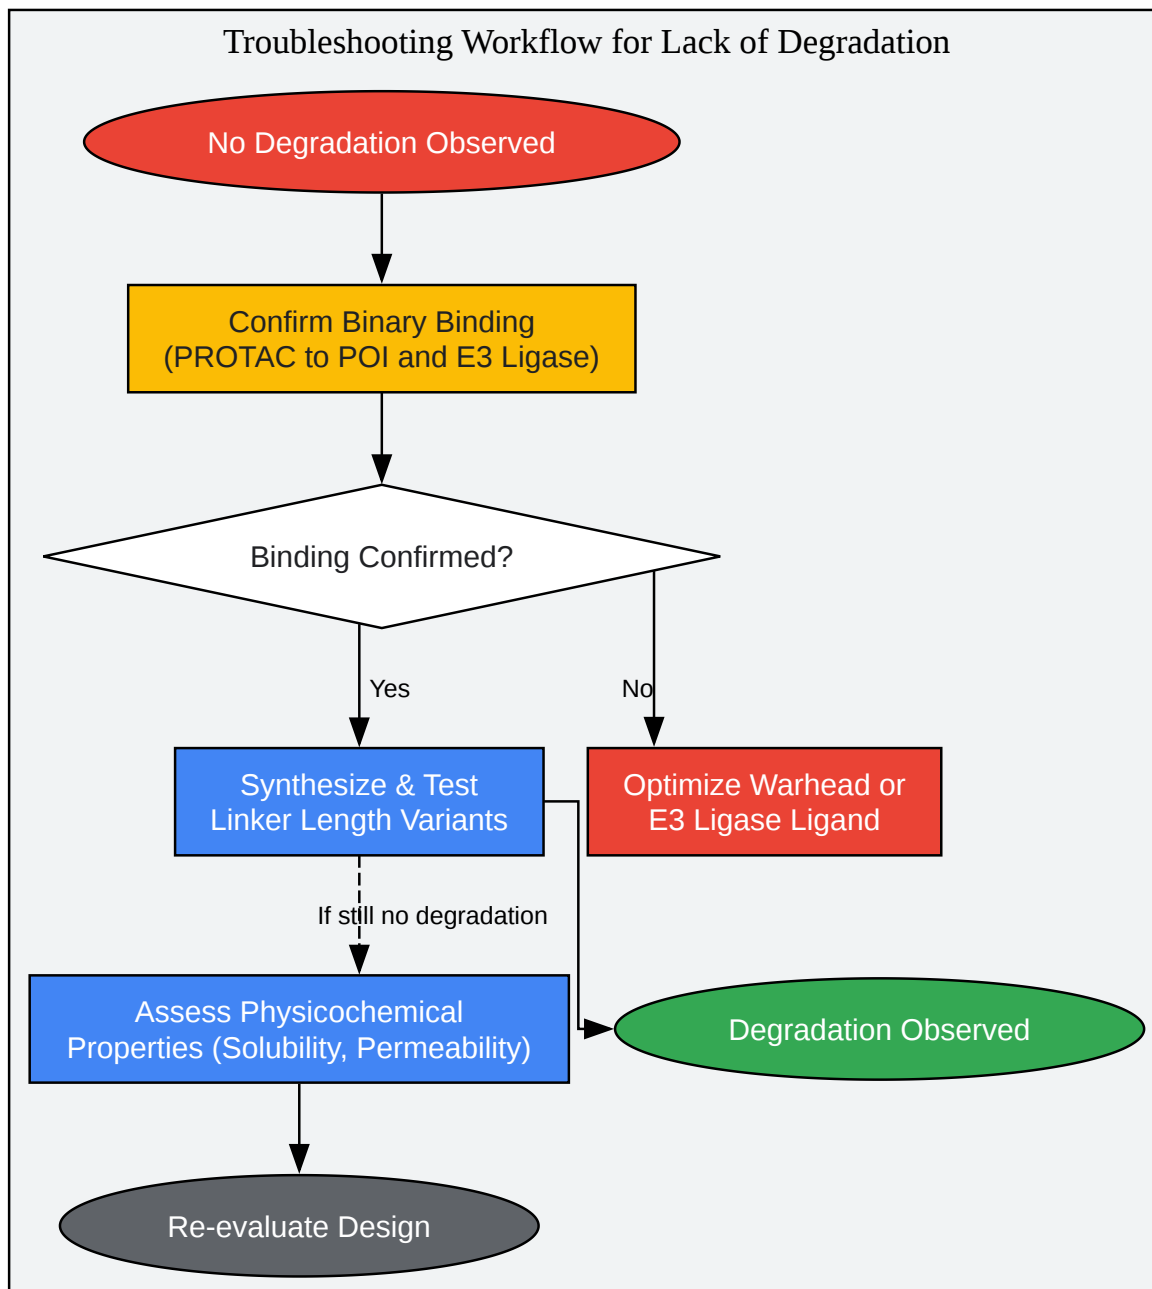 Troubleshooting Workflow for Lack of Degradation
No Degradation Observed
Confirm Binary Binding
(PROTAC to POI and E3 Ligase)
Binding Confirmed?
Yes
No
Synthesize & Test
Linker Length Variants
Optimize Warhead or
E3 Ligase Ligand
If still no degradation
Assess Physicochemical
Properties (Solubility, Permeability)
Degradation Observed
Re-evaluate Design